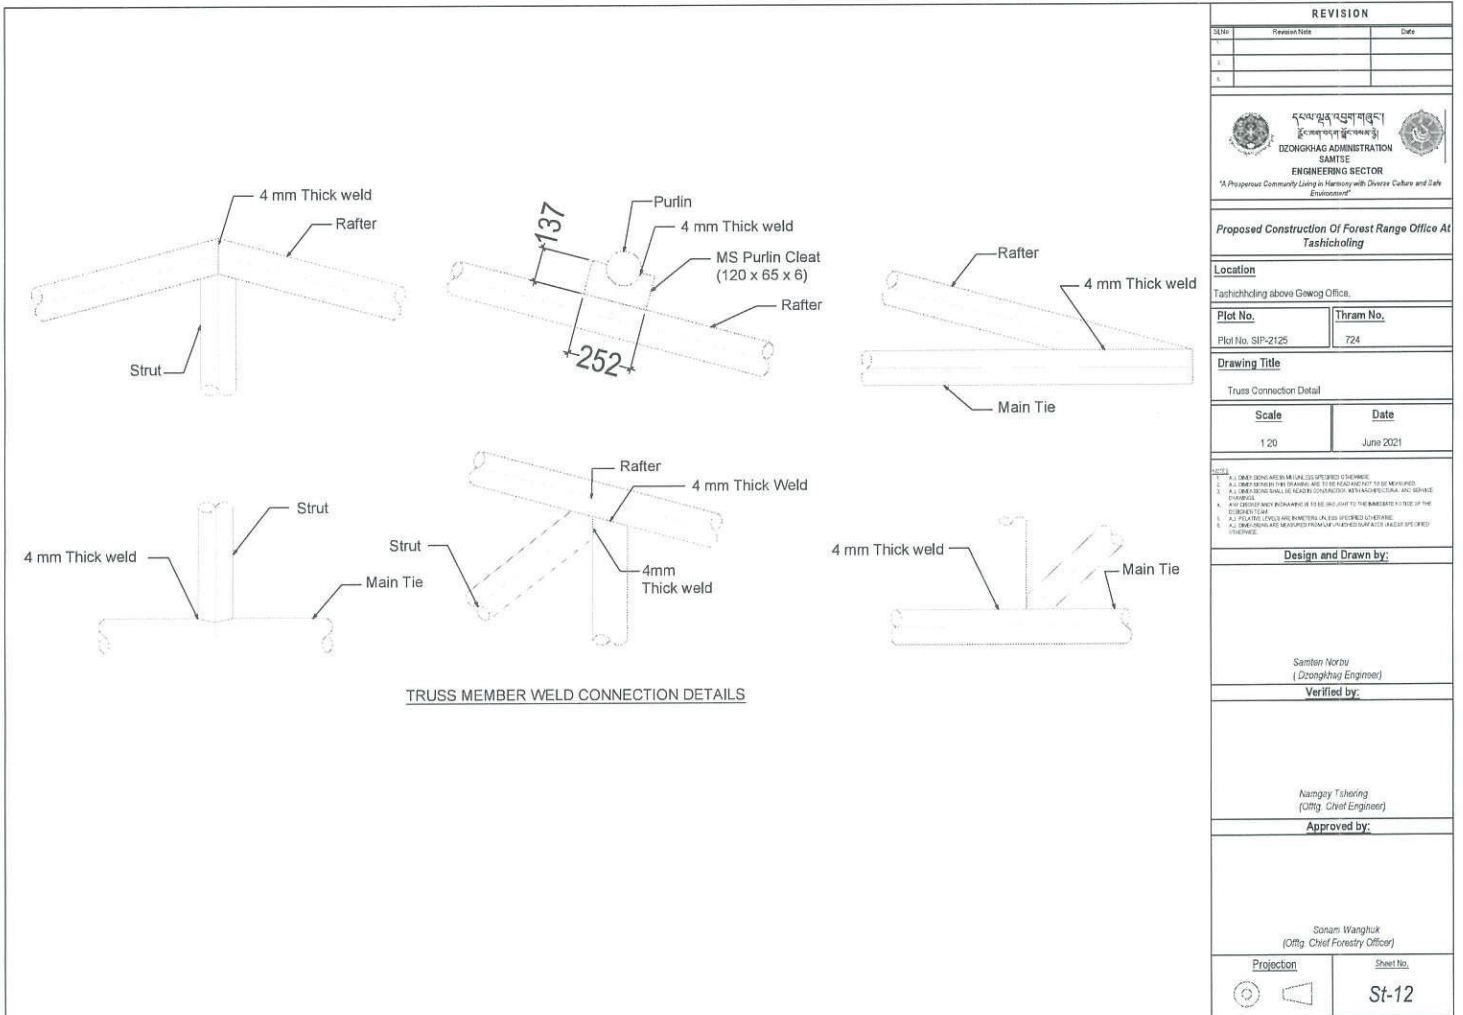 4 mm Thick weld
Rafter
Strut
137
252
Purlin
4 mm Thick weld
MS Purlin Cleat
(120 x 65 x 6)
Rafter
Rafter
4 mm Thick weld
Main Tie
Strut
4 mm Thick weld
Main Tie
Rafter
4 mm Thick Weld
Strut
4mm
Thick weld
4 mm Thick weld
Main Tie
TRUSS MEMBER WELD CONNECTION DETAILS
REVISION
Sl.No
Revision Note
Date
དཔལ་ལྡན་འབྲུག་གཞུང་།
DZONGKHAG ADMINISTRATION
SAMTSE
ENGINEERING SECTOR
"A Prosperous Community Living in Harmony with Diverse Culture and Safe
Environment"
Proposed Construction Of Forest Range Office At
Tashicholing
Location
Tashichholing above Gewog Office.
Plot No.
Thram No.
Plot No. SIP-2125
724
Drawing Title
Truss Connection Detail
Scale
Date
1:20
June 2021
Design and Drawn by:
Samten Norbu
( Dzongkhag Engineer)
Verified by:
Namgay Tshering
(Offtg. Chief Engineer)
Approved by:
Sonam Wanghuk
(Offtg. Chief Forestry Officer)
Projection
Sheet No.
St-12